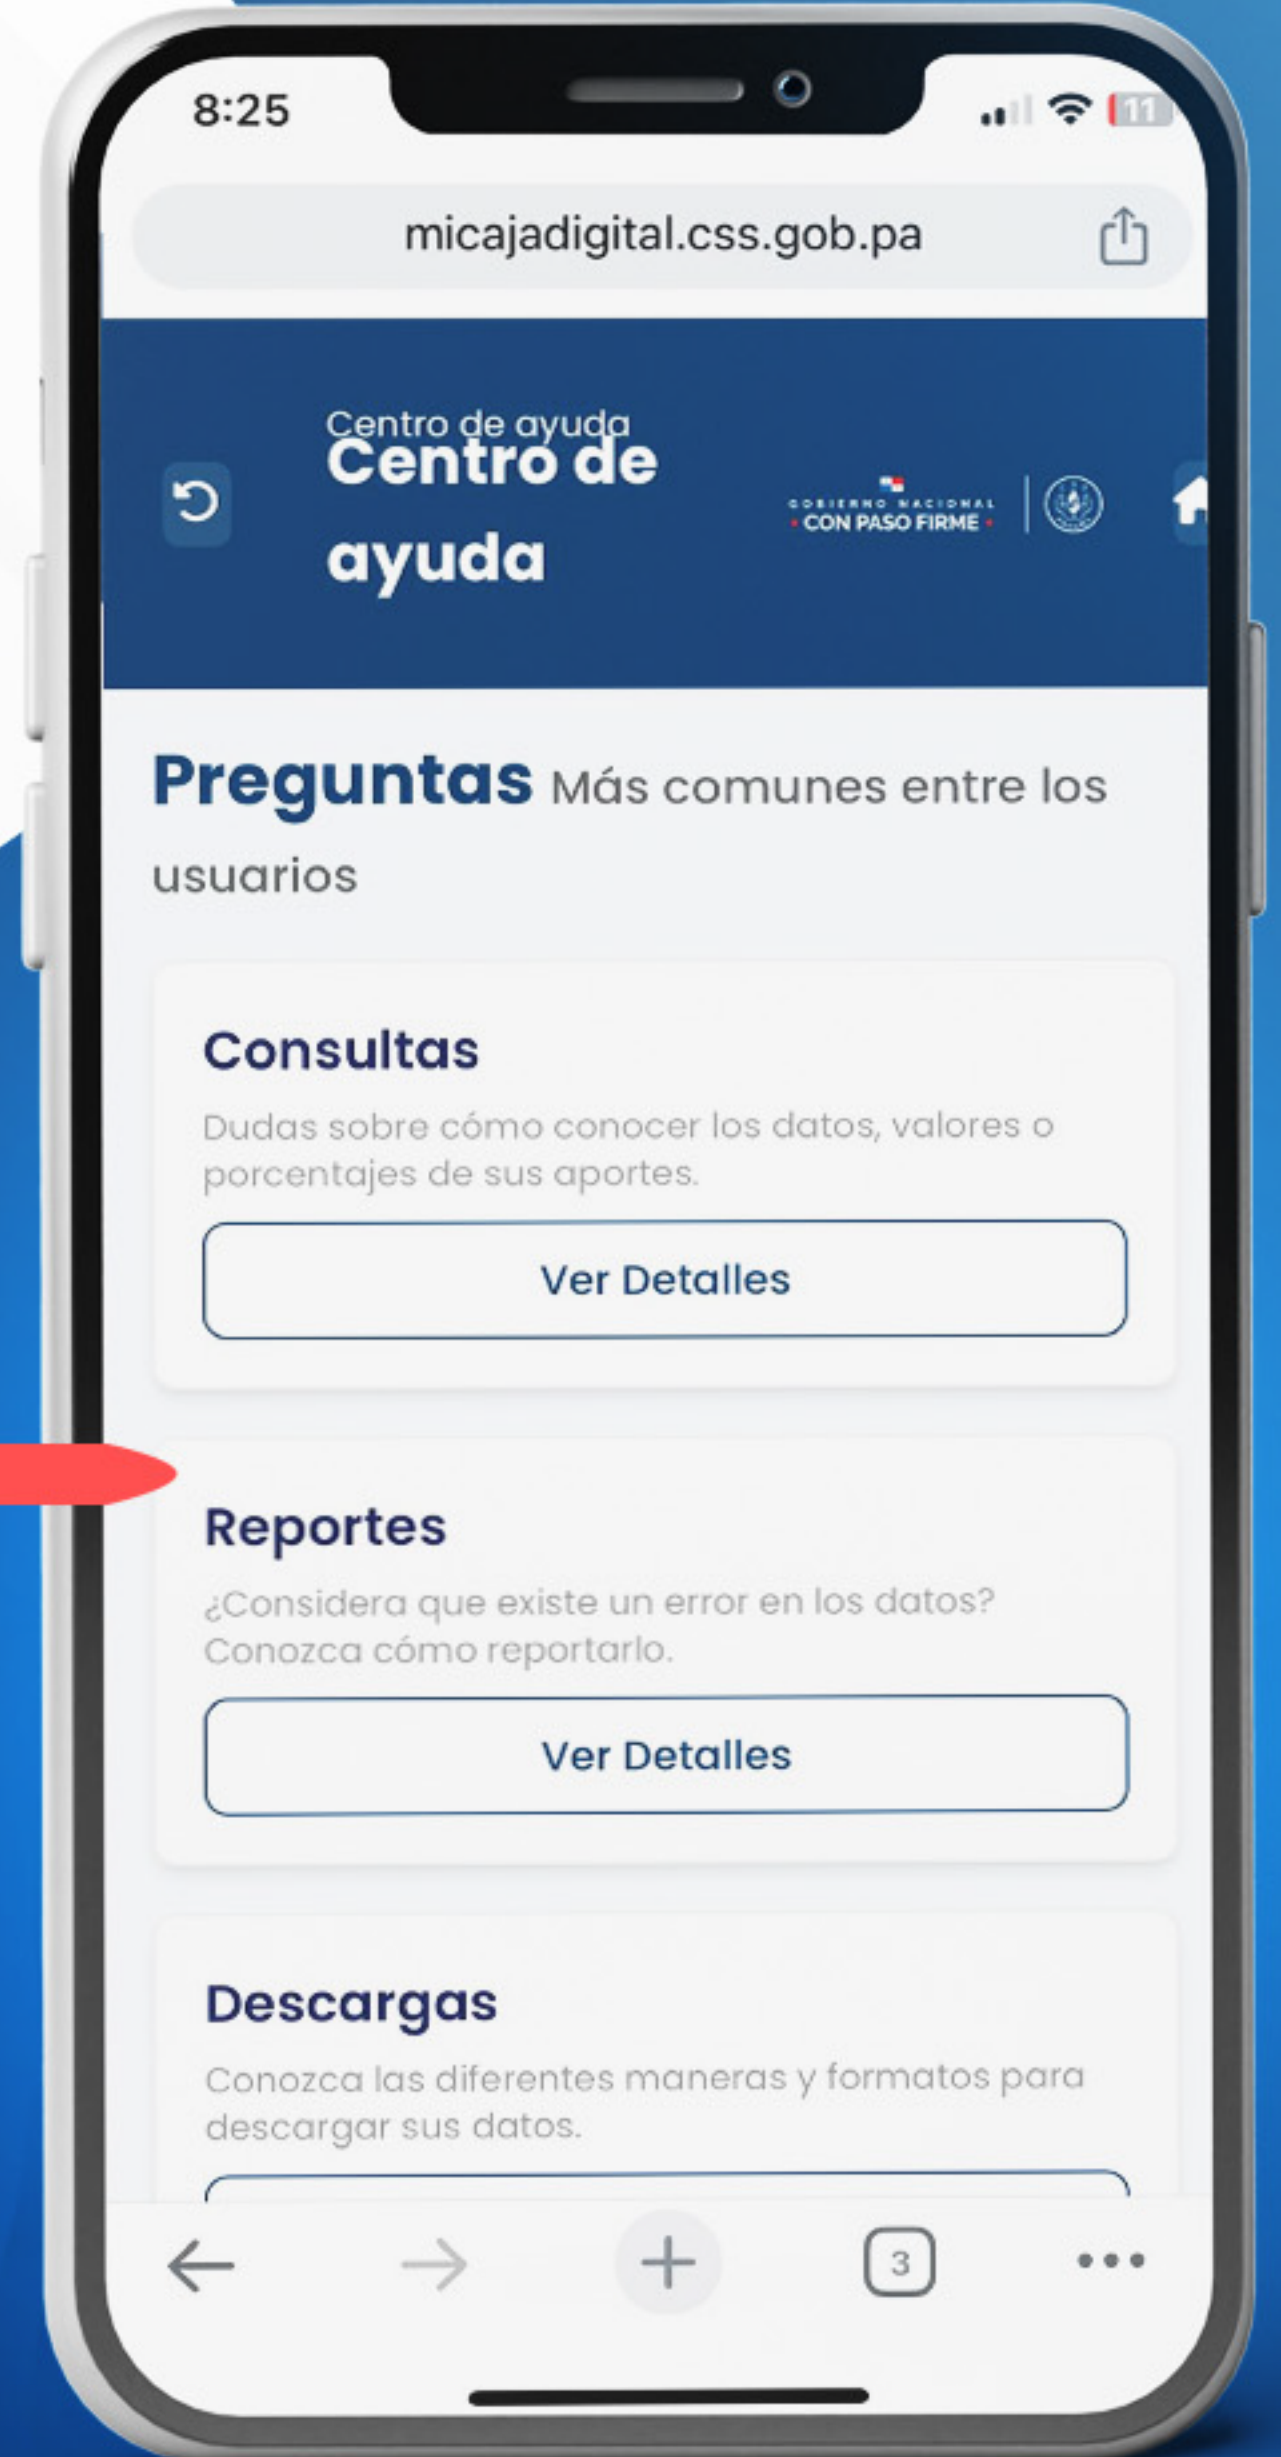 8:25
11
micajadigital.css.gob.pa
Centro de ayuda
Centro de
ayuda
GOBIERNO NACIONAL
CON PASO FIRME
Preguntas Más comunes entre los
usuarios
Consultas
Dudas sobre cómo conocer los datos, valores o
porcentajes de sus aportes.
Ver Detalles
Reportes
¿Considera que existe un error en los datos?
Conozca cómo reportarlo.
Ver Detalles
Descargas
Conozca las diferentes maneras y formatos para
descargar sus datos.
3